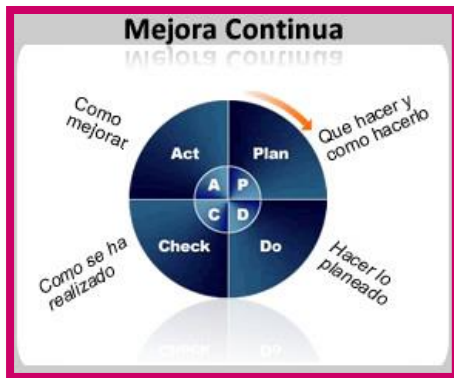 Mejora Continua
Como
mejorar
Que hacer y
como hacerlo
Act
Plan
A
P
C
D
Check
Do
Como se ha
realizado
Hacer lo
planeado